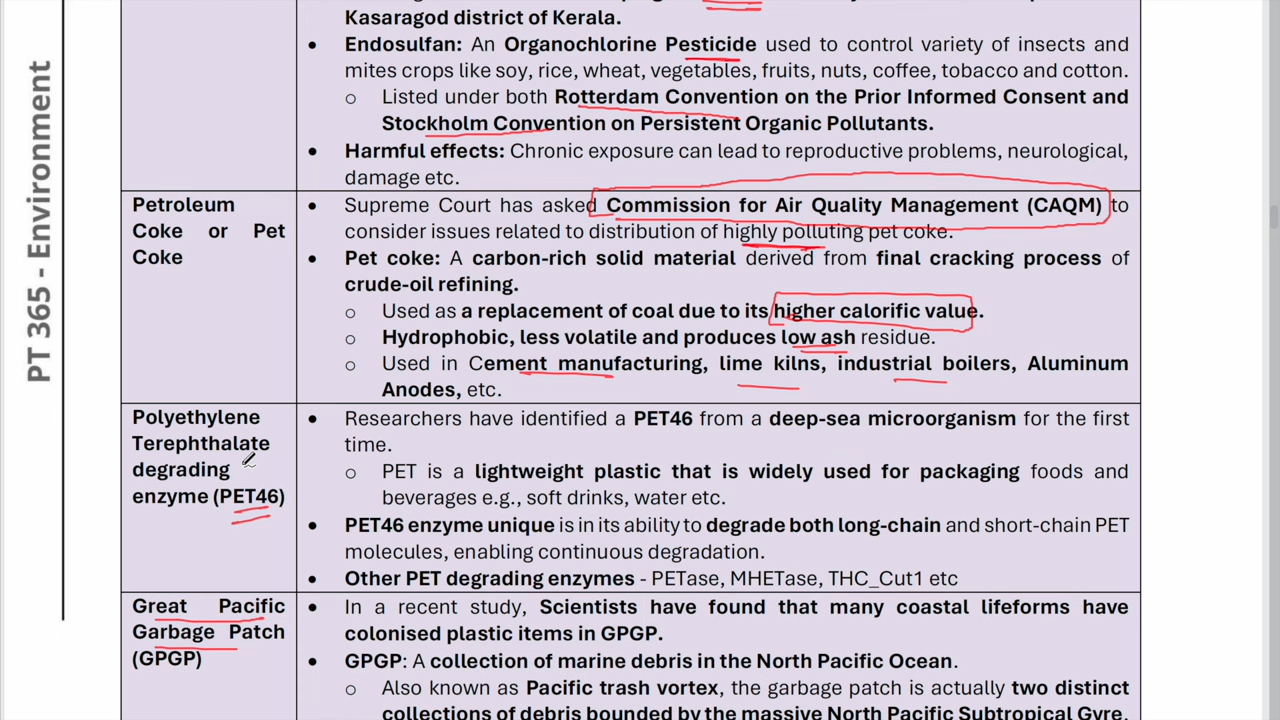 PT 365 - Environment
Kasaragod district of Kerala.
• Endosulfan: An Organochlorine Pesticide used to control variety of insects and
mites crops like soy, rice, wheat, vegetables, fruits, nuts, coffee, tobacco and cotton.
o Listed under both Rotterdam Convention on the Prior Informed Consent and
Stockholm Convention on Persistent Organic Pollutants.
• Harmful effects: Chronic exposure can lead to reproductive problems, neurological,
damage etc.
Petroleum
Coke or Pet
Coke
• Supreme Court has asked Commission for Air Quality Management (CAQM) to
consider issues related to distribution of highly polluting pet coke.
• Pet coke: A carbon-rich solid material derived from final cracking process of
crude-oil refining.
o Used as a replacement of coal due to its higher calorific value.
o Hydrophobic, less volatile and produces low ash residue.
o Used in Cement manufacturing, lime kilns, industrial boilers, Aluminum
Anodes, etc.
Polyethylene
Terephthalate
degrading
enzyme (PET46)
• Researchers have identified a PET46 from a deep-sea microorganism for the first
time.
o PET is a lightweight plastic that is widely used for packaging foods and
beverages e.g., soft drinks, water etc.
• PET46 enzyme unique is in its ability to degrade both long-chain and short-chain PET
molecules, enabling continuous degradation.
• Other PET degrading enzymes - PETase, MHETase, THC_Cut1 etc
Great Pacific
Garbage Patch
(GPGP)
• In a recent study, Scientists have found that many coastal lifeforms have
colonised plastic items in GPGP.
• GPGP: A collection of marine debris in the North Pacific Ocean.
o Also known as Pacific trash vortex, the garbage patch is actually two distinct
collections of debris bounded by the massive North Pacific Subtropical Gyre.